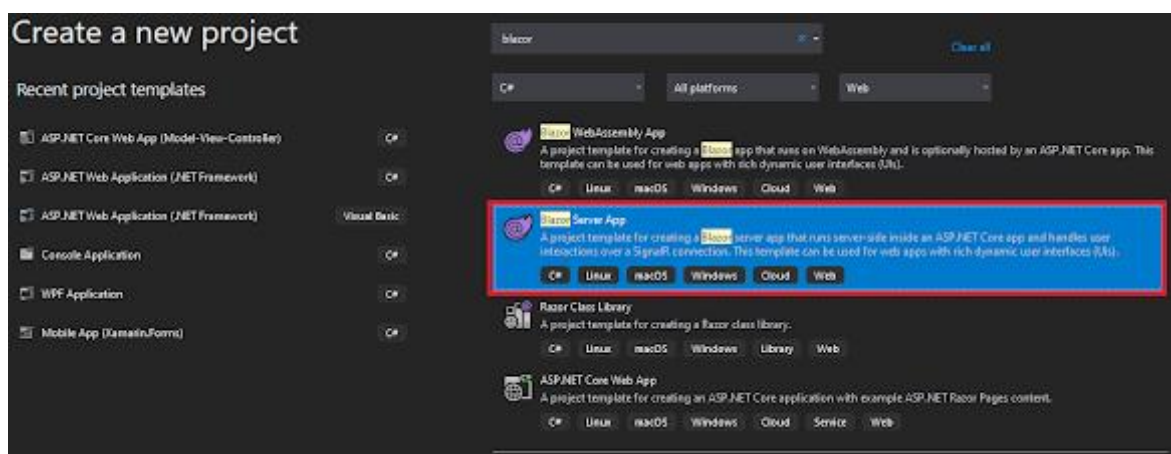 Create a new project
blazor
Clear all
Recent project templates
C#
All platforms
Web
ASP.NET Core Web App (Model-View-Controller)
C#
ASP.NET Web Application (.NET Framework)
C#
ASP.NET Web Application (.NET Framework)
Visual Basic
Console Application
C#
WPF Application
C#
Mobile App (Xamarin.Forms)
C#
Blazor WebAssembly App
A project template for creating a Blazor app that runs on WebAssembly and is optionally hosted by an ASP.NET Core app. This
template can be used for web apps with rich dynamic user interfaces (UIs).
C# Linux macOS Windows Cloud Web
Blazor Server App
A project template for creating a Blazor server app that runs server-side inside an ASP.NET Core app and handles user
interactions over a SignalR connection. This template can be used for web apps with rich dynamic user interfaces (UIs).
C# Linux macOS Windows Cloud Web
Razor Class Library
A project template for creating a Razor class library.
C# Linux macOS Windows Library Web
ASP.NET Core Web App
A project template for creating an ASP.NET Core application with example ASP.NET Razor Pages content.
C# Linux macOS Windows Cloud Service Web